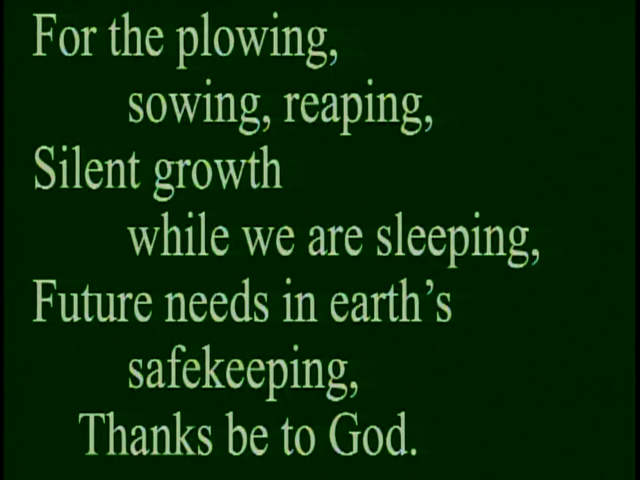 For the plowing,
sowing, reaping,
Silent growth
while we are sleeping,
Future needs in earth’s
safekeeping,
Thanks be to God.